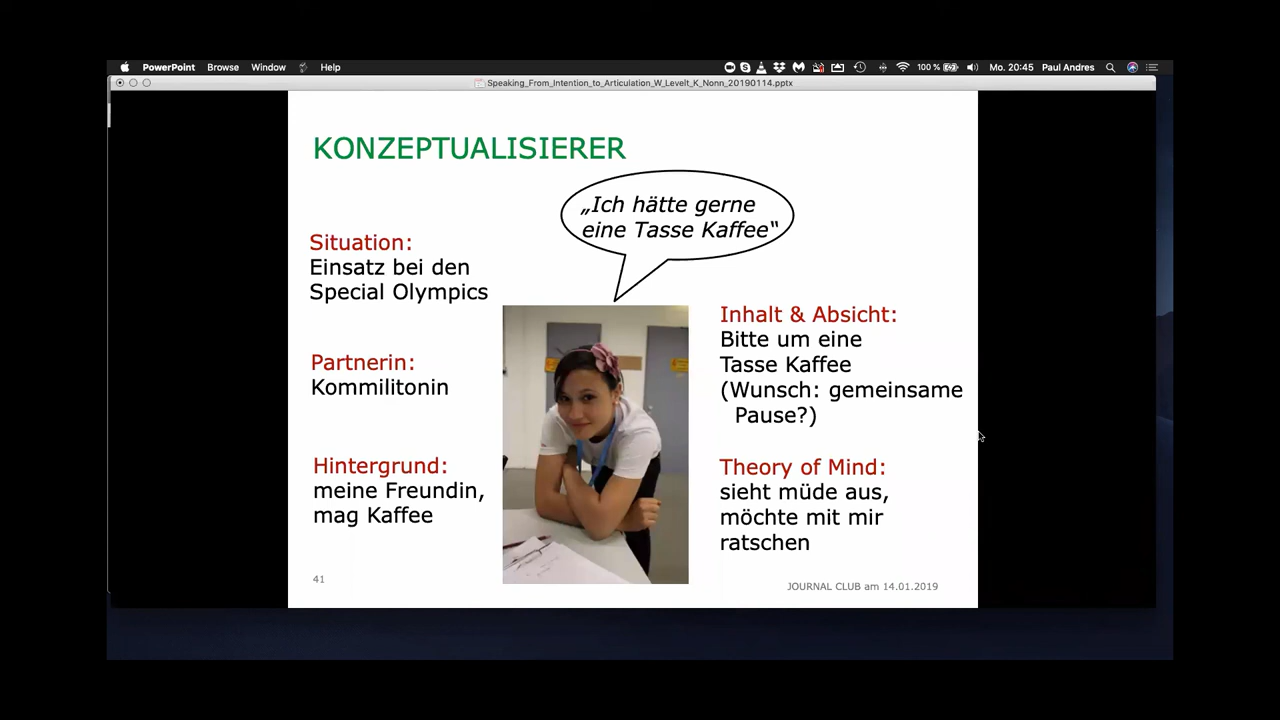 PowerPoint Browse Window Help 100 % Mo. 20:45 Paul Andres
Speaking_From_Intention_to_Articulation_W_Levelt_K_Nonn_20190114.pptx
KONZEPTUALISIERER
„Ich hätte gerne
eine Tasse Kaffee“
Situation:
Einsatz bei den
Special Olympics
Partnerin:
Kommilitonin
Hintergrund:
meine Freundin,
mag Kaffee
Inhalt & Absicht:
Bitte um eine
Tasse Kaffee
(Wunsch: gemeinsame
Pause?)
Theory of Mind:
sieht müde aus,
möchte mit mir
ratschen
41
JOURNAL CLUB am 14.01.2019